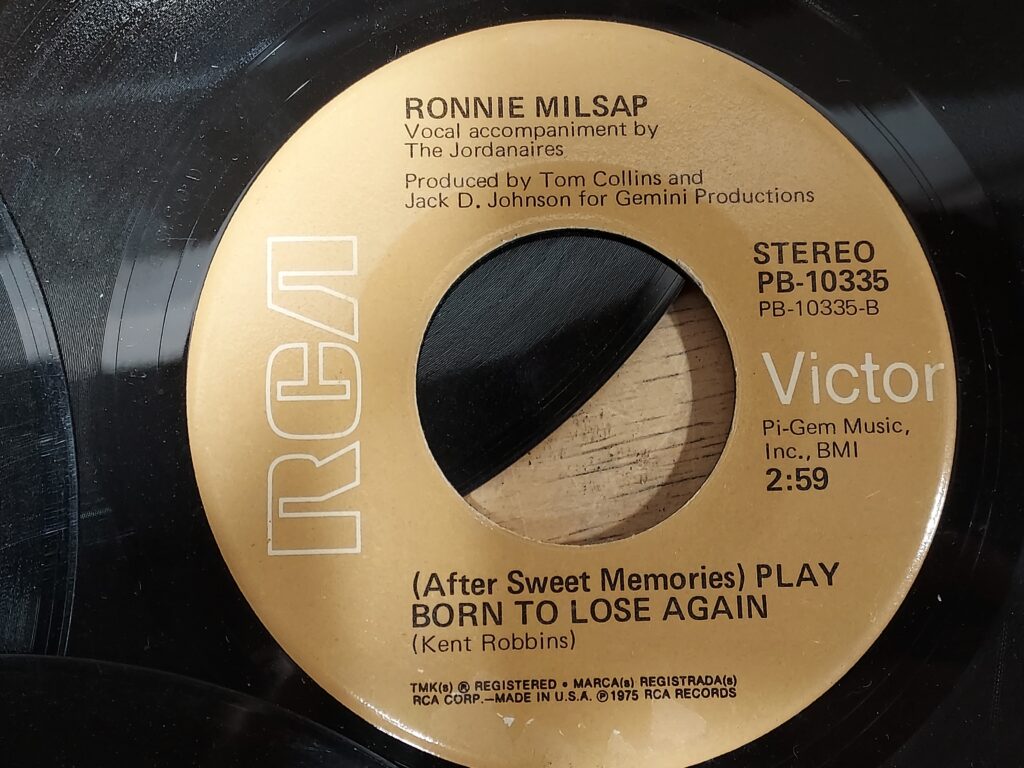 RONNIE MILSAP
Vocal accompaniment by
The Jordanaires
Produced by Tom Collins and
Jack D. Johnson for Gemini Productions
RCA
STEREO
PB-10335
PB-10335-B
Victor
Pi-Gem Music,
Inc., BMI
2:59
(After Sweet Memories) PLAY
BORN TO LOSE AGAIN
(Kent Robbins)
TMK(s) ® REGISTERED • MARCA(s) REGISTRADA(s)
RCA CORP.—MADE IN U.S.A. ℗1975 RCA RECORDS